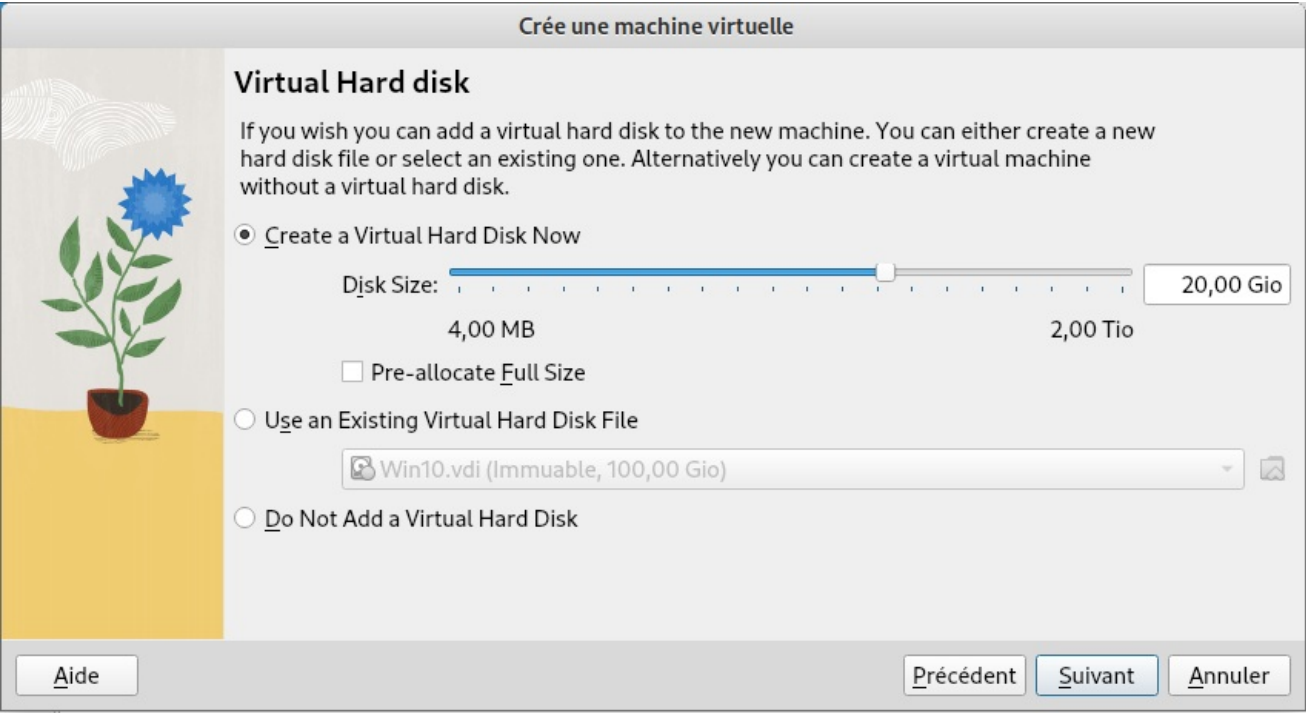 Crée une machine virtuelle
Virtual Hard disk
If you wish you can add a virtual hard disk to the new machine. You can either create a new
hard disk file or select an existing one. Alternatively you can create a virtual machine
without a virtual hard disk.
Create a Virtual Hard Disk Now
Disk Size:
20,00 Gio
4,00 MB
2,00 Tio
Pre-allocate Full Size
Use an Existing Virtual Hard Disk File
Win10.vdi (Immuable, 100,00 Gio)
Do Not Add a Virtual Hard Disk
Aide
Précédent
Suivant
Annuler